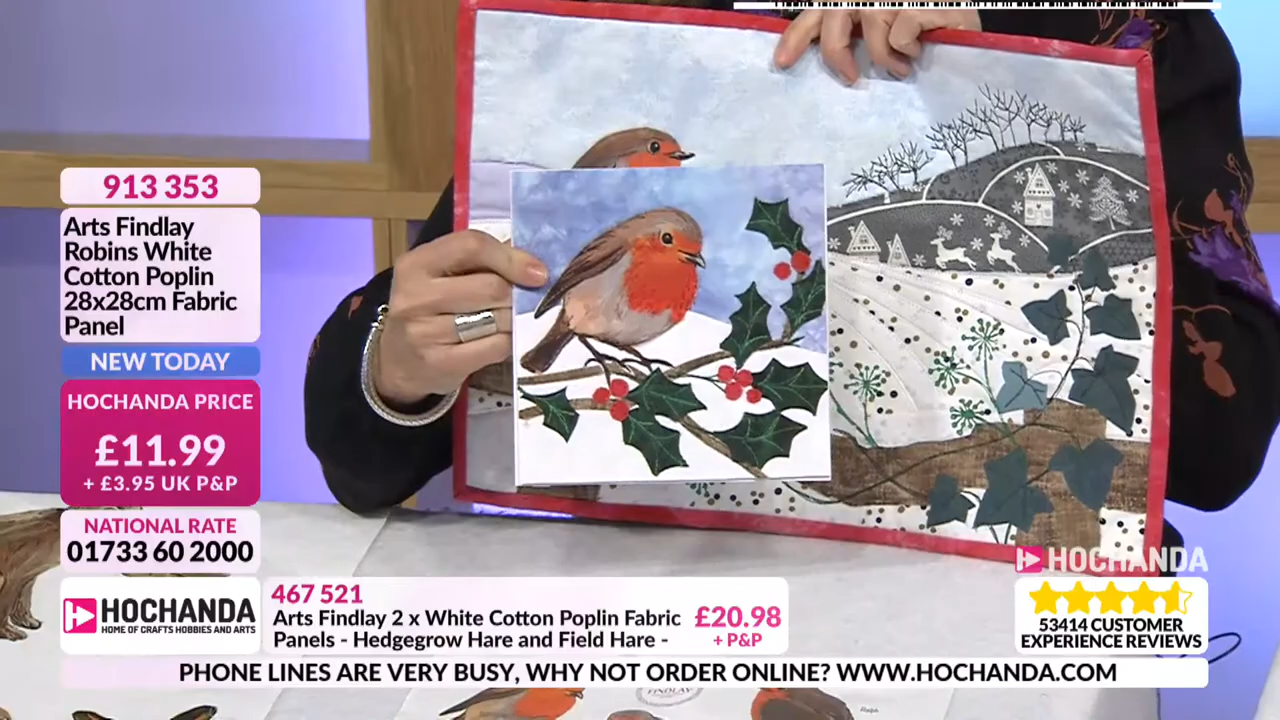 913 353
Arts Findlay
Robins White
Cotton Poplin
28x28cm Fabric
Panel
NEW TODAY
HOCHANDA PRICE
£11.99
+ £3.95 UK P&P
NATIONAL RATE
01733 60 2000
HOCHANDA
HOME OF CRAFTS HOBBIES AND ARTS
467 521
Arts Findlay 2 x White Cotton Poplin Fabric
Panels - Hedgegrow Hare and Field Hare -
£20.98
+ P&P
HOCHANDA
53414 CUSTOMER
EXPERIENCE REVIEWS
PHONE LINES ARE VERY BUSY, WHY NOT ORDER ONLINE? WWW.HOCHANDA.COM
FINDLAY